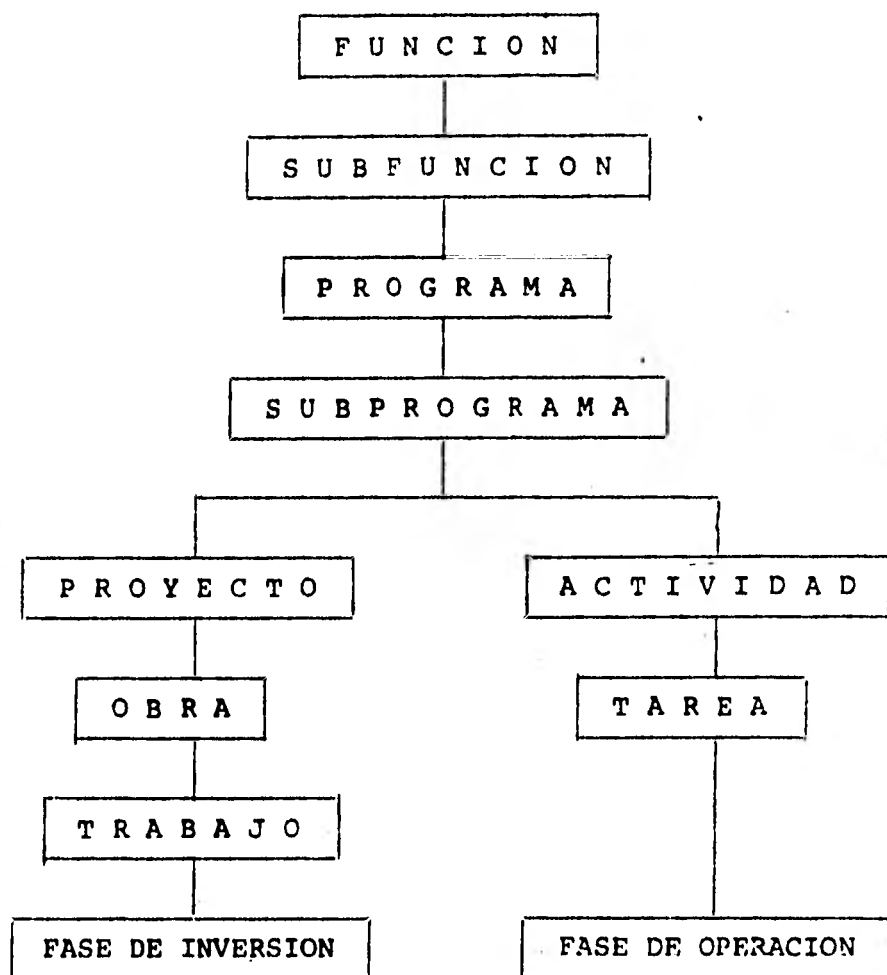 FUNCION
SUBFUNCION
PROGRAMA
SUBPROGRAMA
PROYECTO
ACTIVIDAD
OBRA
TAREA
TRABAJO
FASE DE INVERSION
FASE DE OPERACION